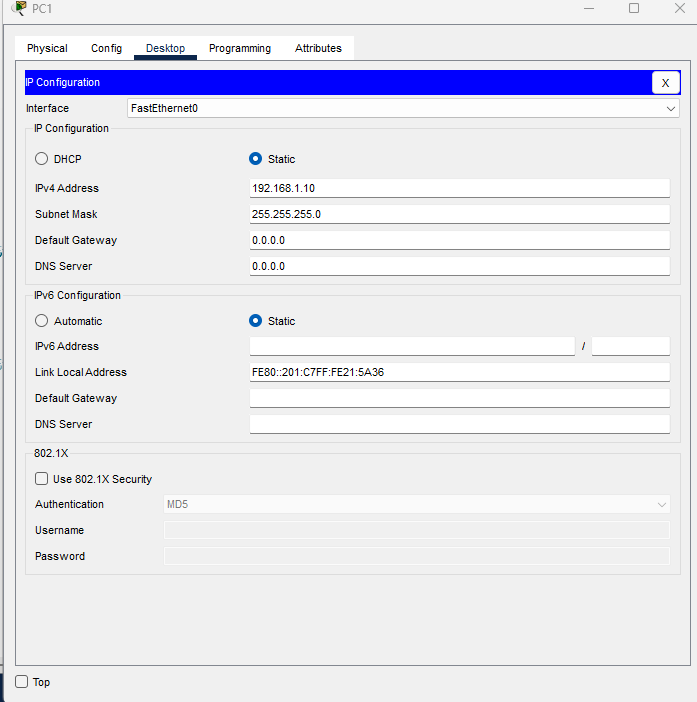 PC1
Physical Config Desktop Programming Attributes
IP Configuration X
Interface FastEthernet0
IP Configuration
DHCP Static
IPv4 Address 192.168.1.10
Subnet Mask 255.255.255.0
Default Gateway 0.0.0.0
DNS Server 0.0.0.0
IPv6 Configuration
Automatic Static
IPv6 Address /
Link Local Address FE80::201:C7FF:FE21:5A36
Default Gateway
DNS Server
802.1X
Use 802.1X Security
Authentication MD5
Username
Password
Top